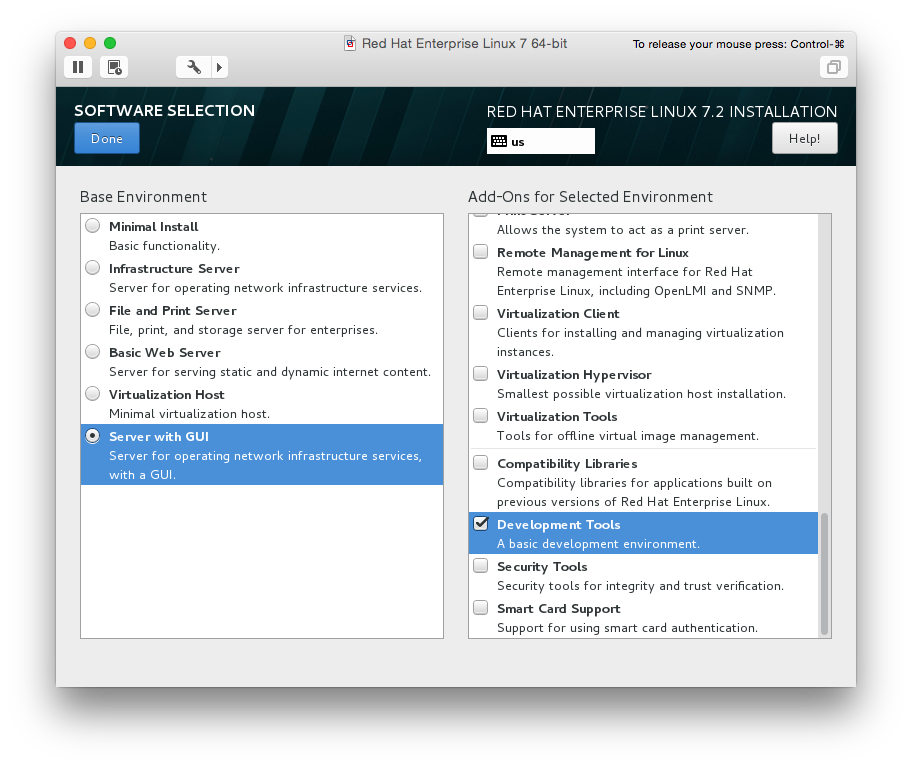 Red Hat Enterprise Linux 7 64-bit
To release your mouse press: Control-⌘
SOFTWARE SELECTION
RED HAT ENTERPRISE LINUX 7.2 INSTALLATION
Done
us
Help!
Base Environment
Minimal Install
Basic functionality.
Infrastructure Server
Server for operating network infrastructure services.
File and Print Server
File, print, and storage server for enterprises.
Basic Web Server
Server for serving static and dynamic internet content.
Virtualization Host
Minimal virtualization host.
Server with GUI
Server for operating network infrastructure services,
with a GUI.
Add-Ons for Selected Environment
Allows the system to act as a print server.
Remote Management for Linux
Remote management interface for Red Hat
Enterprise Linux, including OpenLMI and SNMP.
Virtualization Client
Clients for installing and managing virtualization
instances.
Virtualization Hypervisor
Smallest possible virtualization host installation.
Virtualization Tools
Tools for offline virtual image management.
Compatibility Libraries
Compatibility libraries for applications built on
previous versions of Red Hat Enterprise Linux.
Development Tools
A basic development environment.
Security Tools
Security tools for integrity and trust verification.
Smart Card Support
Support for using smart card authentication.